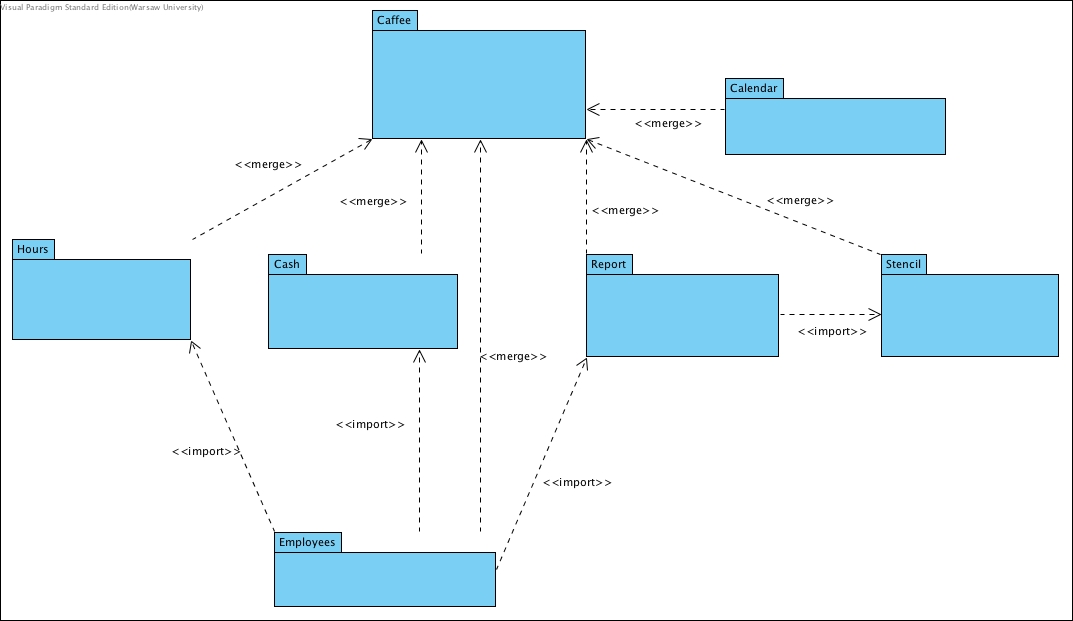 Visual Paradigm Standard Edition(Warsaw University)
Caffee
Calendar
<<merge>>
<<merge>>
<<merge>>
<<merge>>
<<merge>>
Hours
Cash
Report
Stencil
<<import>>
<<merge>>
<<import>>
<<import>>
<<import>>
Employees